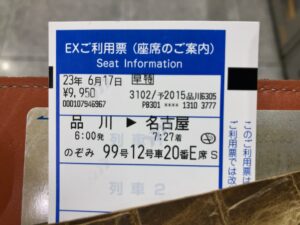 EXご利用票(座席のご案内)
Seat Information
23年 6月17日 早特
¥9,950 3102/予2015品川6305
000107946967 P8301 **** 1310 3777
品 川 ▶ 名古屋
6:00発 7:27着
のぞみ 99号12号車20番E席 S
列車2
このご利用票では改
ご利用